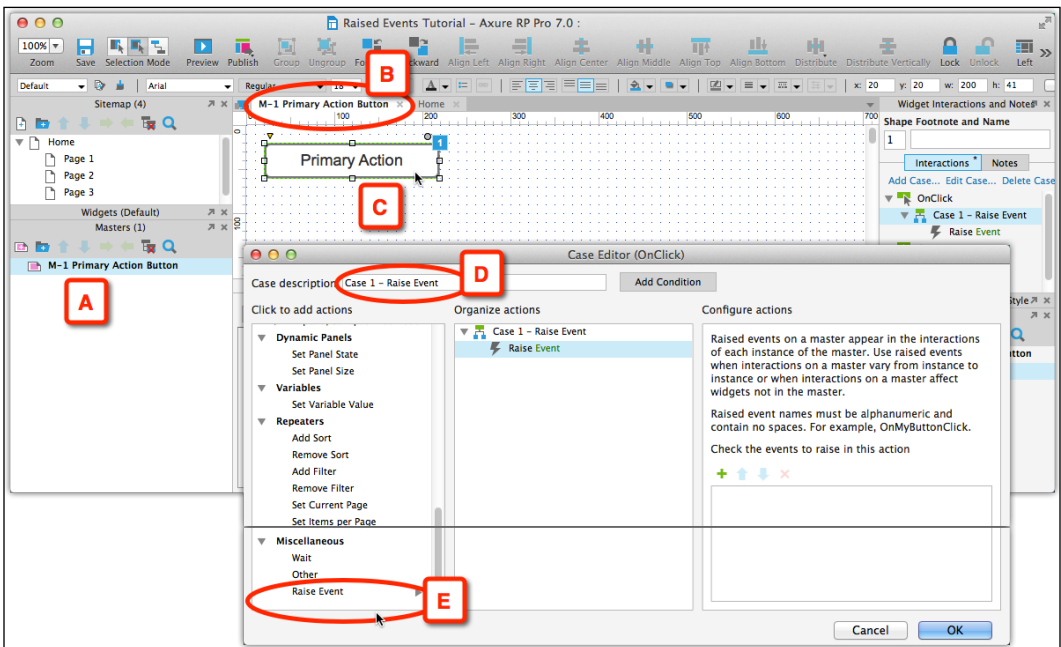 Raised Events Tutorial – Axure RP Pro 7.0 :
100%
Zoom Save Selection Mode Preview Publish Group Ungroup Align Left Align Right Align Center Align Middle Align Top Align Bottom Distribute Distribute Vertically Lock Unlock Left
B
Default Arial Regular x: 20 y: 20 w: 200 h: 41
Sitemap (4)
M-1 Primary Action Button Home
Widget Interactions and Notes
100 200 300 400 500 600 700
Shape Footnote and Name
1
Home
Page 1
Page 2
Page 3
Primary Action
1
C
Interactions * Notes
Add Case... Edit Case... Delete Case
OnClick
Case 1 – Raise Event
Raise Event
Widgets (Default)
Masters (1)
M-1 Primary Action Button
A
Case Editor (OnClick)
Case description Case 1 – Raise Event
D
Add Condition
Click to add actions
Organize actions
Configure actions
Dynamic Panels
Set Panel State
Set Panel Size
Variables
Set Variable Value
Repeaters
Add Sort
Remove Sort
Add Filter
Remove Filter
Set Current Page
Set Items per Page
Miscellaneous
Wait
Other
Raise Event
E
Case 1 – Raise Event
Raise Event
Raised events on a master appear in the interactions
of each instance of the master. Use raised events
when interactions on a master vary from instance to
instance or when interactions on a master affect
widgets not in the master.
Raised event names must be alphanumeric and
contain no spaces. For example, OnMyButtonClick.
Check the events to raise in this action
Cancel OK